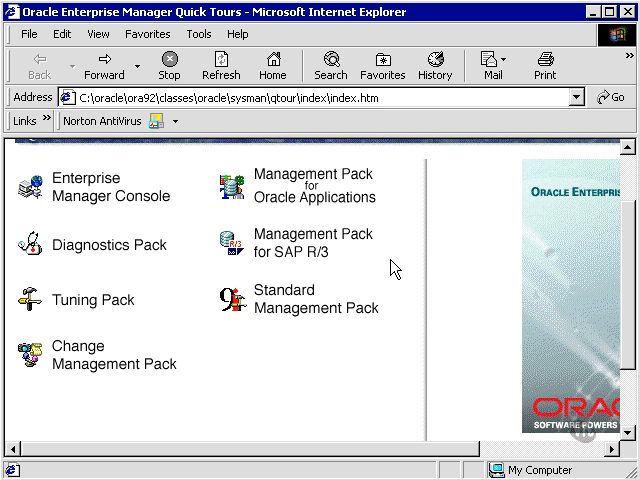 Oracle Enterprise Manager Quick Tours - Microsoft Internet Explorer
File Edit View Favorites Tools Help
Back Forward Stop Refresh Home Search Favorites History Mail Print »
Address C:\oracle\ora92\classes\oracle\sysman\qtour\index\index.htm Go
Links » Norton AntiVirus
Enterprise
Manager Console
Management Pack
for
Oracle Applications
Diagnostics Pack
R/3
Management Pack
for SAP R/3
Tuning Pack
9
Standard
Management Pack
Change
Management Pack
ORACLE ENTERPRIS
ORAC
SOFTWARE POWERS
My Computer